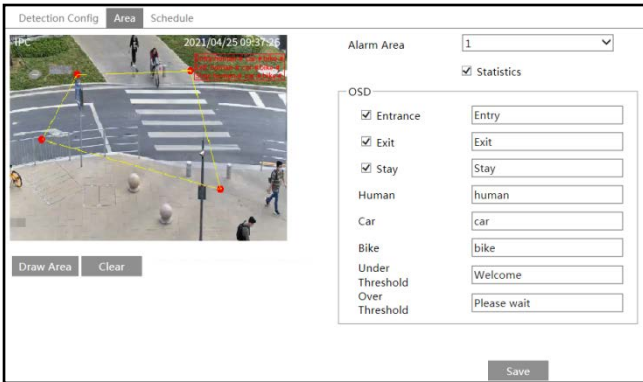 Detection Config Area Schedule
IPC 2021/04/25 09:37:26
Alarm Area 1
Statistics
OSD
Entrance Entry
Exit Exit
Stay Stay
Human human
Car car
Bike bike
Under
Threshold Welcome
Over
Threshold Please wait
Draw Area Clear
Save